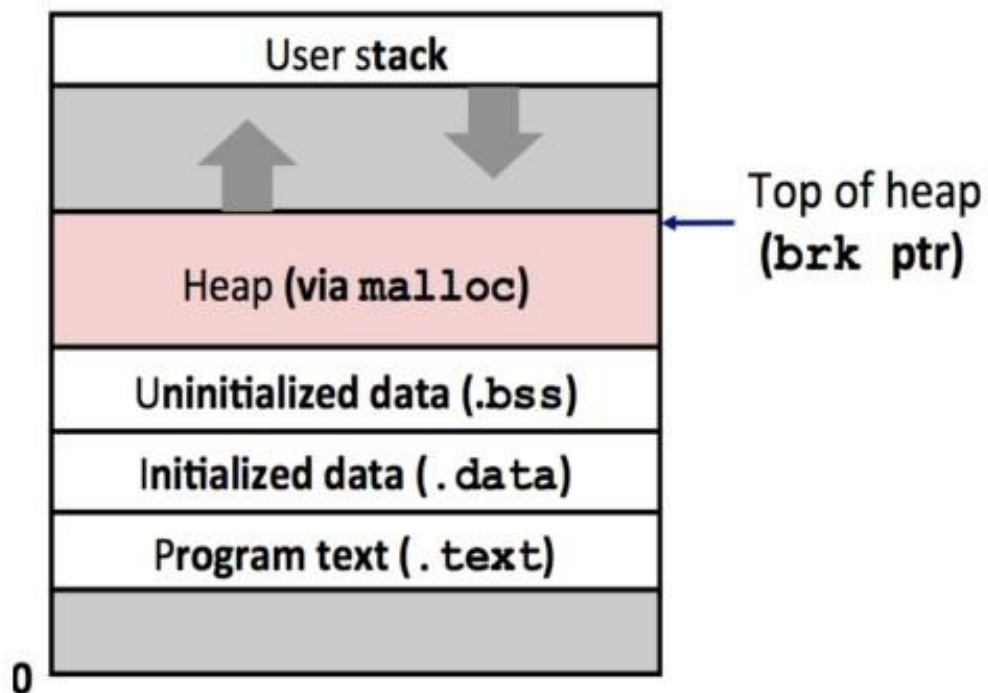 User stack
Top of heap
(brk ptr)
Heap (via malloc)
Uninitialized data (.bss)
Initialized data (.data)
Program text (.text)
0